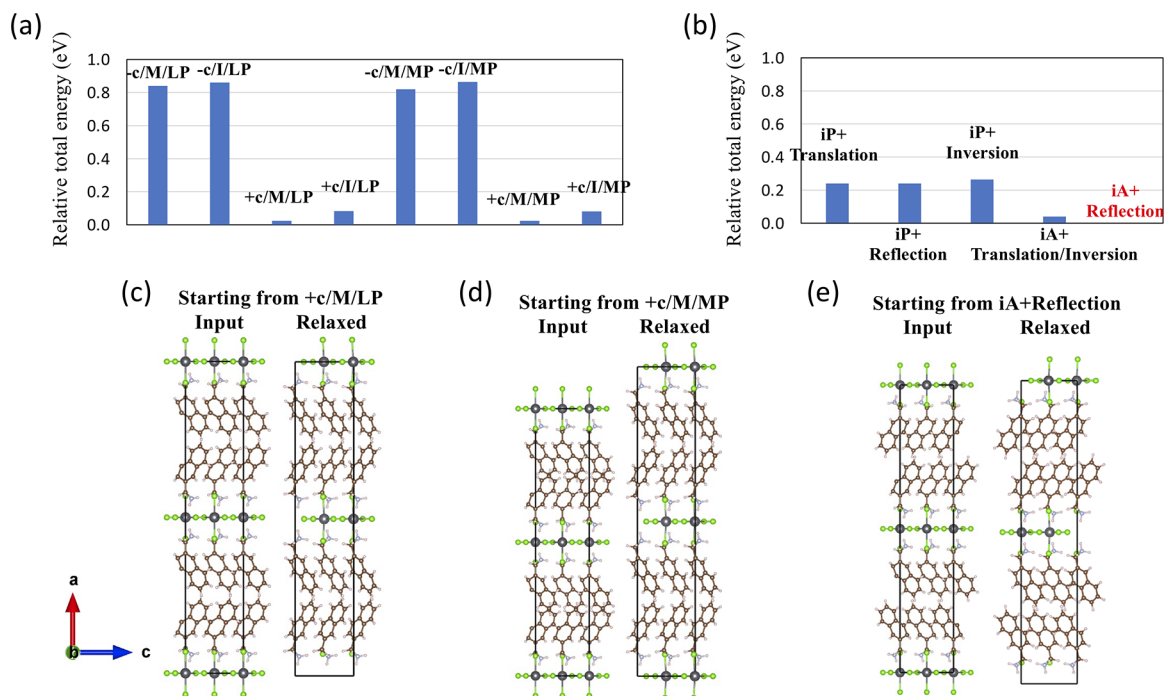 (a)
Relative total energy (eV)
1.0
0.8
0.6
0.4
0.2
0.0
-c/M/LP
-c/I/LP
+c/M/LP
+c/I/LP
-c/M/MP
-c/I/MP
+c/M/MP
+c/I/MP
(b)
Relative total energy (eV)
1.0
0.8
0.6
0.4
0.2
0.0
iP+
Translation
iP+
Reflection
iP+
Inversion
iA+
Translation/Inversion
iA+
Reflection
(c)
Starting from +c/M/LP
Input
Relaxed
(d)
Starting from +c/M/MP
Input
Relaxed
(e)
Starting from iA+Reflection
Input
Relaxed
a
b
c